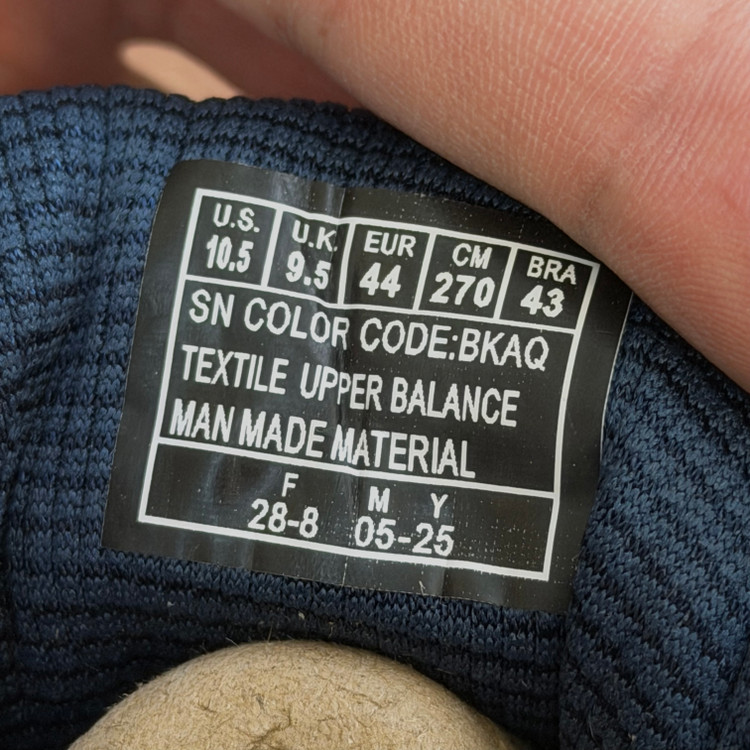 U.S. U.K. EUR CM BRA
10.5 9.5 44 270 43
SN COLOR CODE:BKAQ
TEXTILE UPPER BALANCE
MAN MADE MATERIAL
F M Y
28-8 05-25